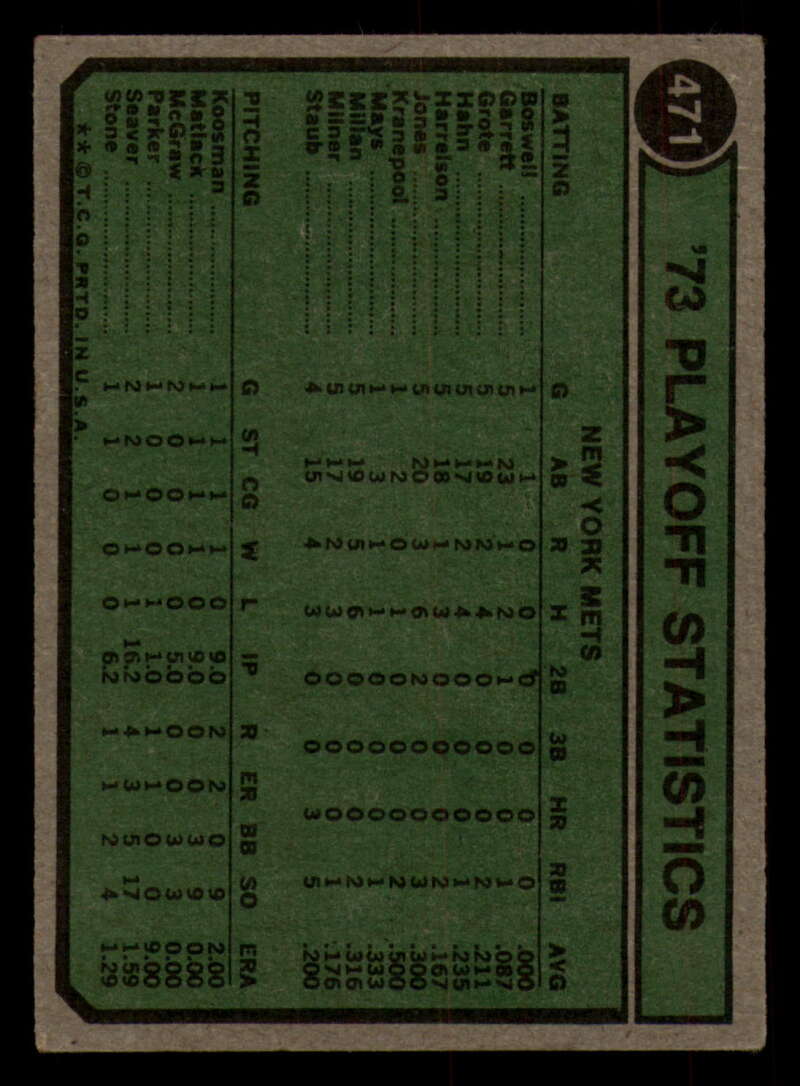 471 '73 PLAYOFF STATISTICS
NEW YORK METS
BATTING G AB R H 2B 3B HR RBI AVG
Boswell 1 1 0 0 0 0 0 0 .000
Garrett 5 23 1 2 1 0 0 1 .087
Grote 5 19 2 4 0 0 0 2 .211
Hahn 5 17 2 4 0 0 0 1 .235
Harrelson 5 18 1 3 0 0 0 2 .167
Jones 5 20 3 6 2 0 0 3 .300
Kranepool 1 2 0 1 0 0 0 2 .500
Mays 1 3 1 1 0 0 0 1 .333
Millan 5 19 5 6 0 0 0 2 .316
Milner 5 17 2 3 0 0 0 1 .176
Staub 4 15 4 3 0 0 3 5 .200
PITCHING G ST CG W L IP R ER BB SO ERA
Koosman 1 1 1 1 0 9.0 2 2 0 9 2.00
Matlack 1 1 1 1 0 9.0 0 0 3 9 0.00
McGraw 2 0 0 0 0 5.0 0 0 3 3 0.00
Parker 1 0 0 0 1 1.0 1 1 0 0 9.00
Seaver 2 2 1 1 1 16.2 4 3 5 17 1.59
Stone 1 1 0 0 0 6.2 1 1 2 4 1.29
** © T.C.G. PRTD. IN U.S.A.